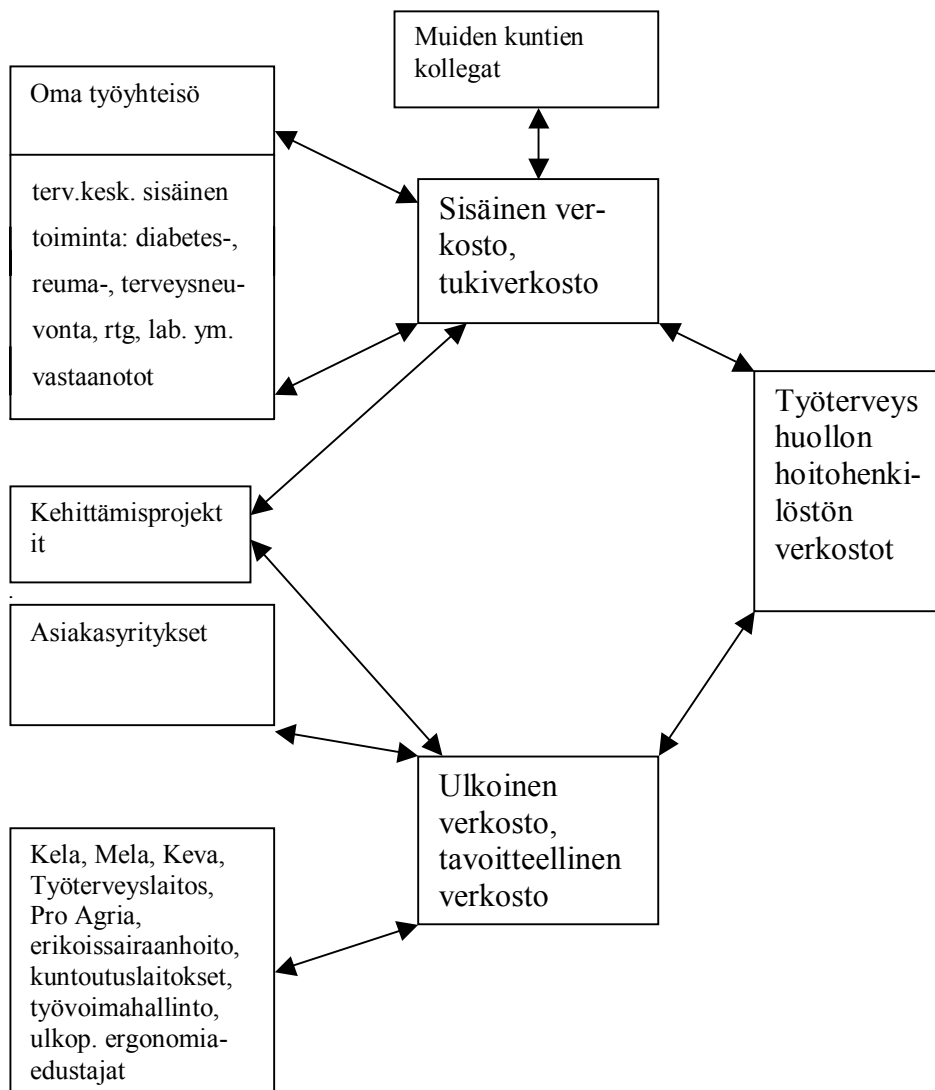 Muiden kuntien
kollegat
Oma työyhteisö
terv.kesk. sisäinen
toiminta: diabetes-,
reuma-, terveysneu-
vonta, rtg, lab. ym.
vastaanotot
Sisäinen ver-
kosto,
tukiverkosto
Työterveys
huollon
hoitohenki-
löstön
verkostot
Kehittämisprojekt
it
.
Asiakasyritykset
Ulkoinen
verkosto,
tavoitteellinen
verkosto
Kela, Mela, Keva,
Työterveyslaitos,
Pro Agria,
erikoissairaanhoito,
kuntoutuslaitokset,
työvoimahallinto,
ulkop. ergonomia-
edustajat